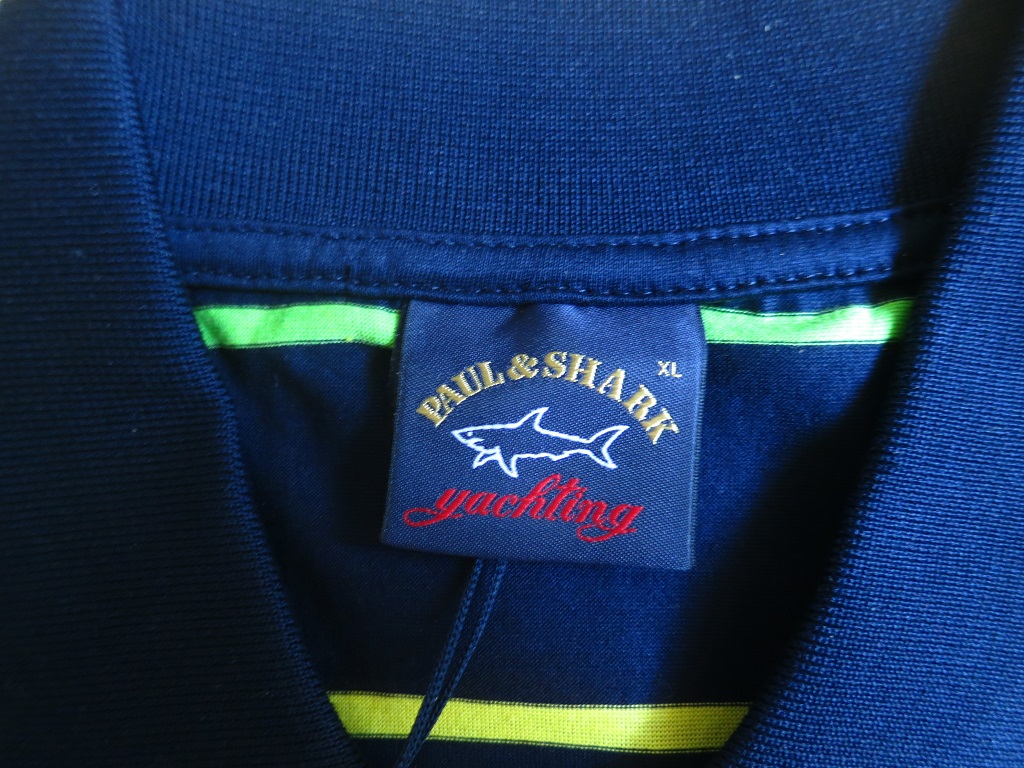 PAUL & SHARK
XL
yachting